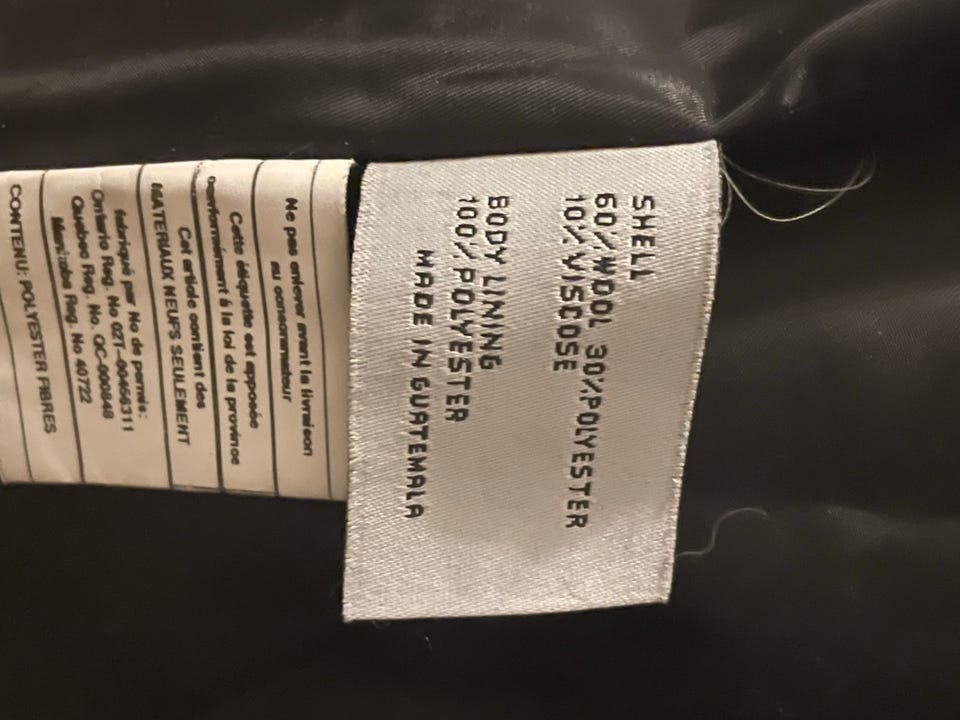 SHELL
60%WOOL 30%POLYESTER
10%VISCOSE
BODY LINING
100%POLYESTER
MADE IN GUATEMALA
Ne pas enlever avant la livraison
au consommateur
Cette étiquette est apposée
conformément à la loi de la province
Cet article contient des
MATERIAUX NEUFS SEULEMENT
fabriqué par No de permis:
Ontario Reg. No 02T-00456311
Quebec Reg. No. QC-000848
Manitoba Reg. No 40722
CONTENU: POLYESTER FIBRES